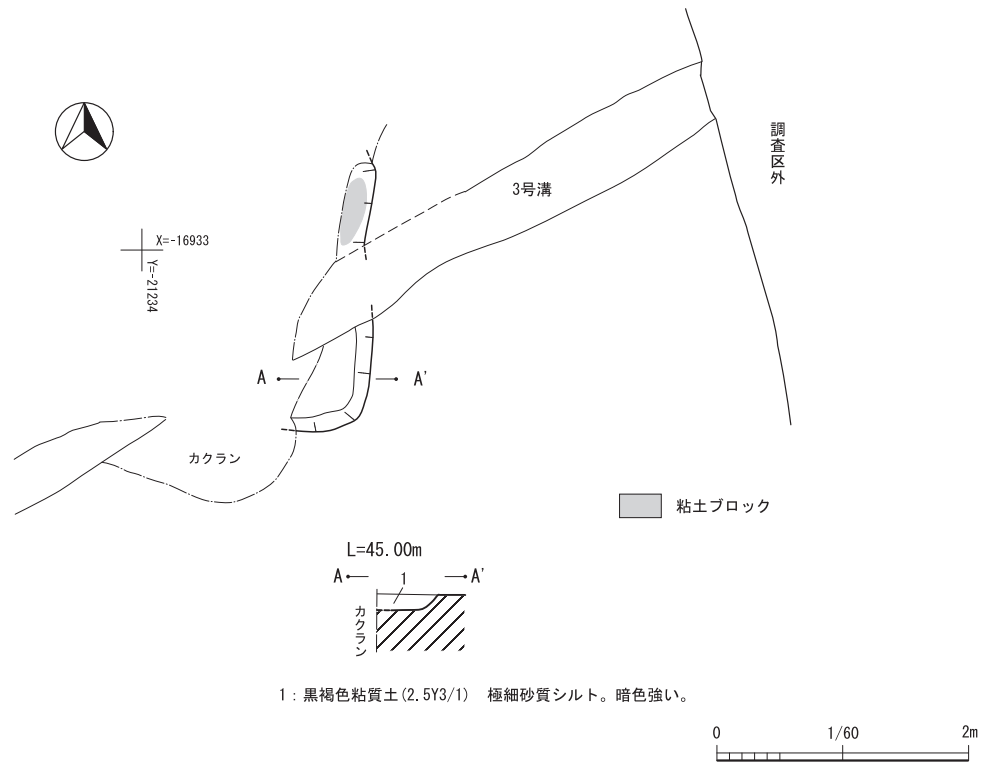 調査区外
3号溝
X=-16933
Y=-21234
A A'
カクラン
粘土ブロック
L=45.00m
A A'
1
カクラン
1：黒褐色粘質土(2.5Y3/1)　極細砂質シルト。暗色強い。
0 1/60 2m